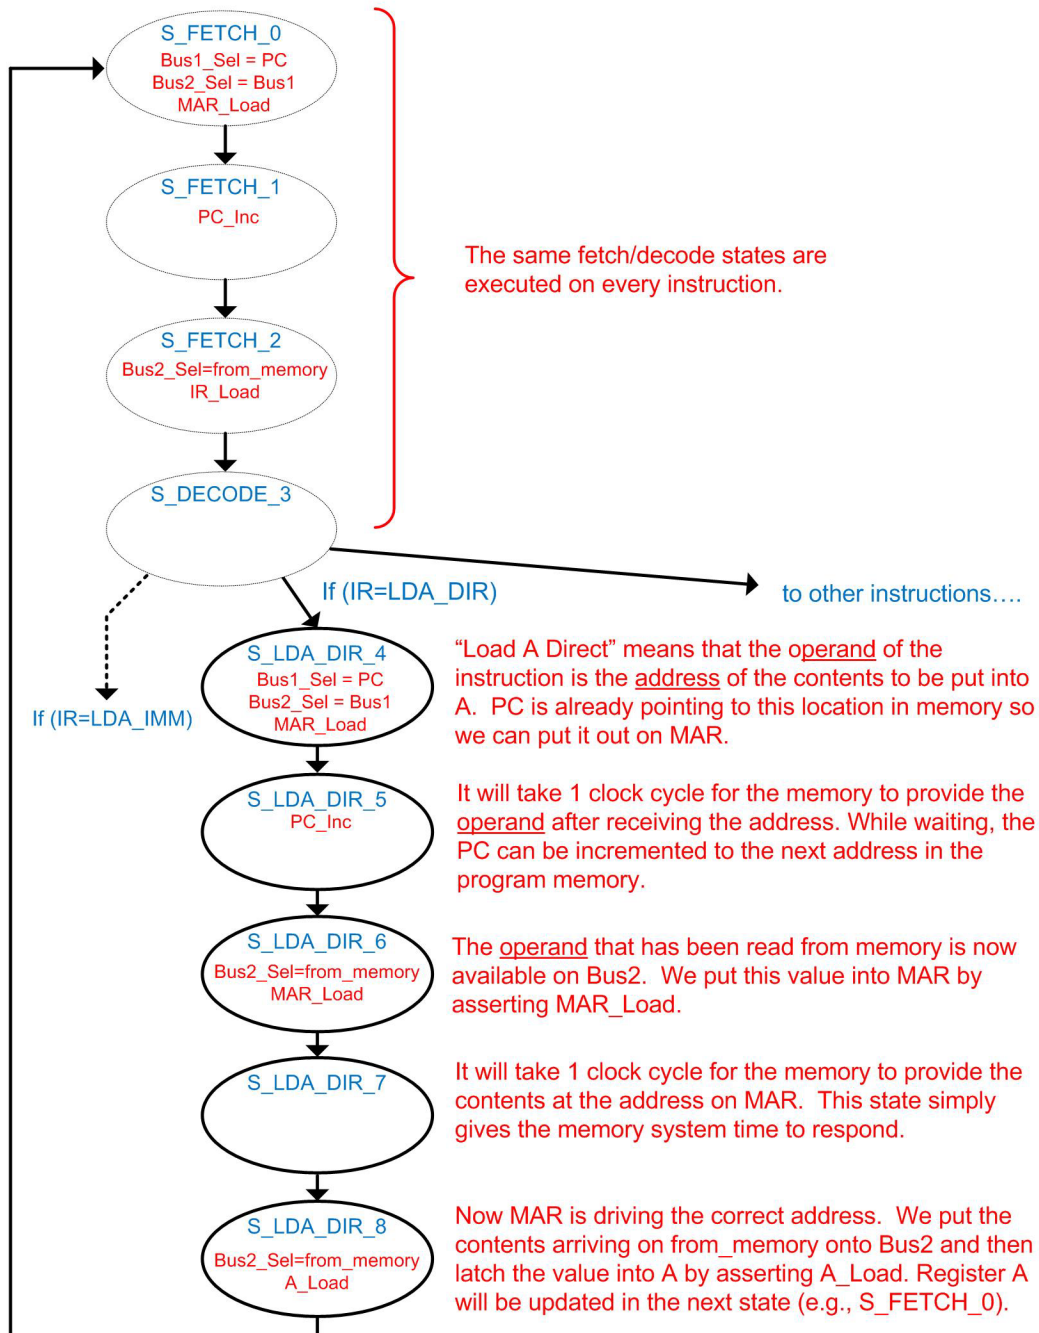 S_FETCH_0
Bus1_Sel = PC
Bus2_Sel = Bus1
MAR_Load
S_FETCH_1
PC_Inc
The same fetch/decode states are
executed on every instruction.
S_FETCH_2
Bus2_Sel=from_memory
IR_Load
S_DECODE_3
If (IR=LDA_DIR)
to other instructions….
If (IR=LDA_IMM)
S_LDA_DIR_4
Bus1_Sel = PC
Bus2_Sel = Bus1
MAR_Load
“Load A Direct” means that the operand of the
instruction is the address of the contents to be put into
A.  PC is already pointing to this location in memory so
we can put it out on MAR.
S_LDA_DIR_5
PC_Inc
It will take 1 clock cycle for the memory to provide the
operand after receiving the address. While waiting, the
PC can be incremented to the next address in the
program memory.
S_LDA_DIR_6
Bus2_Sel=from_memory
MAR_Load
The operand that has been read from memory is now
available on Bus2.  We put this value into MAR by
asserting MAR_Load.
S_LDA_DIR_7
It will take 1 clock cycle for the memory to provide the
contents at the address on MAR.  This state simply
gives the memory system time to respond.
S_LDA_DIR_8
Bus2_Sel=from_memory
A_Load
Now MAR is driving the correct address.  We put the
contents arriving on from_memory onto Bus2 and then
latch the value into A by asserting A_Load. Register A
will be updated in the next state (e.g., S_FETCH_0).